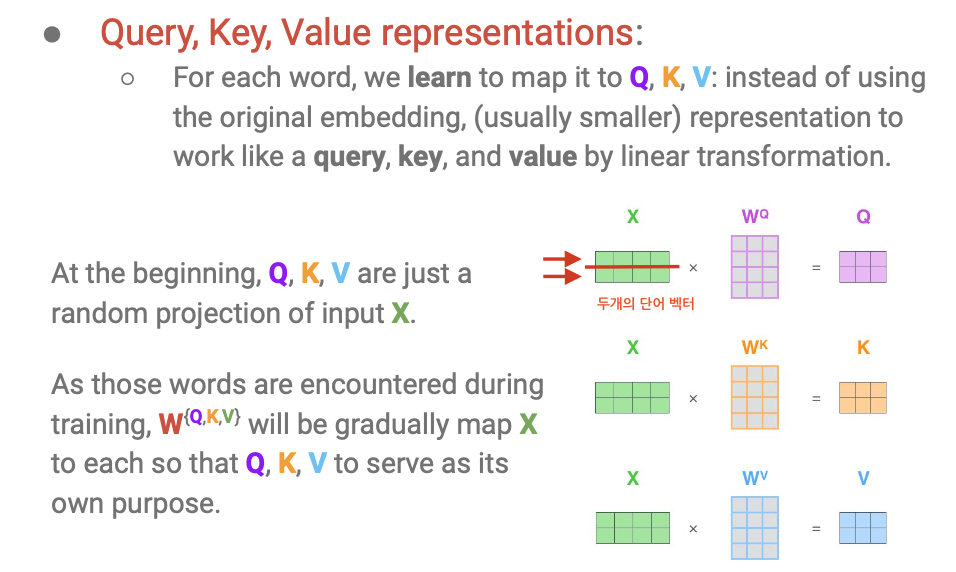 ● Query, Key, Value representations:
○ For each word, we learn to map it to Q, K, V: instead of using
the original embedding, (usually smaller) representation to
work like a query, key, and value by linear transformation.
At the beginning, Q, K, V are just a
random projection of input X.
As those words are encountered during
training, W{Q,K,V} will be gradually map X
to each so that Q, K, V to serve as its
own purpose.
X WQ Q
× =
두개의 단어 벡터
X WK K
× =
X WV V
× =